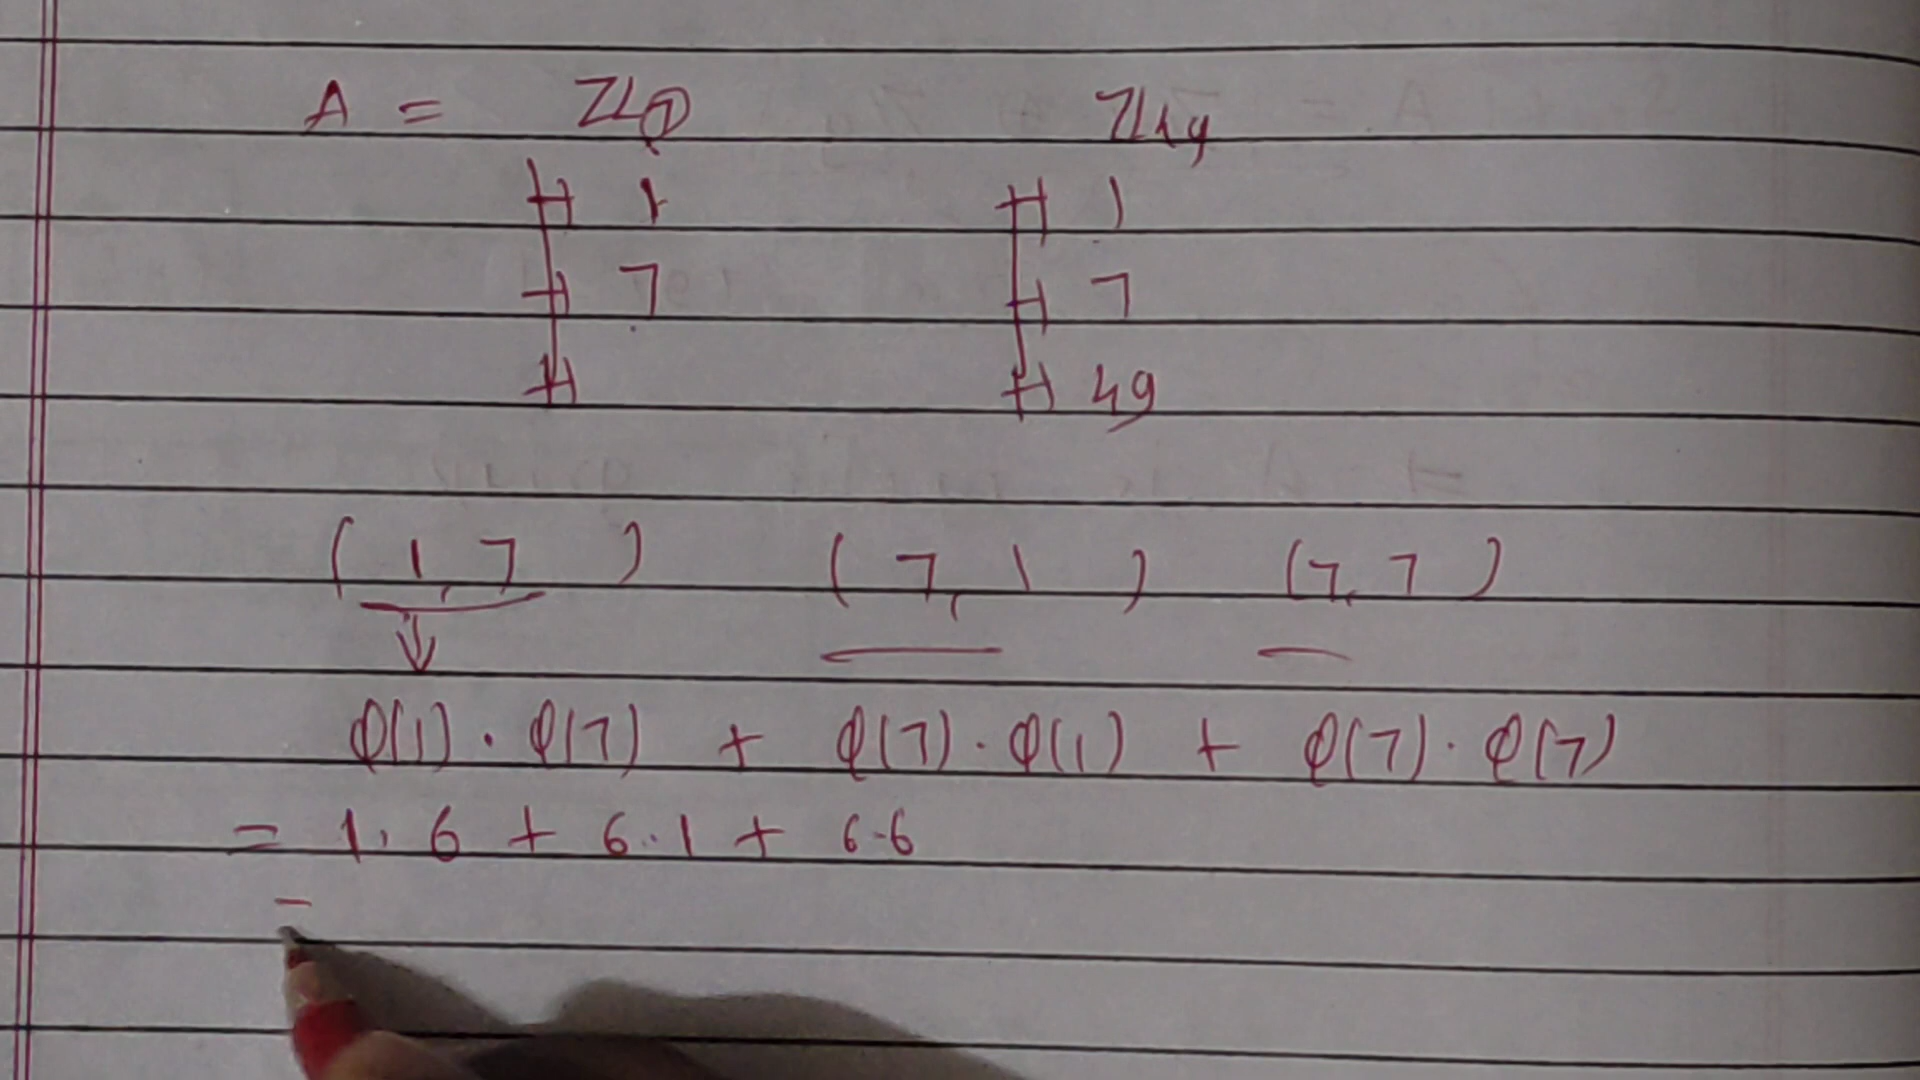 A = ℤ7 ℤ49
1 1
7 7
49
( 1, 7 ) ( 7, 1 ) (7, 7 )
φ(1) · φ(7) + φ(7) · φ(1) + φ(7) · φ(7)
= 1. 6 + 6.1 + 6.6